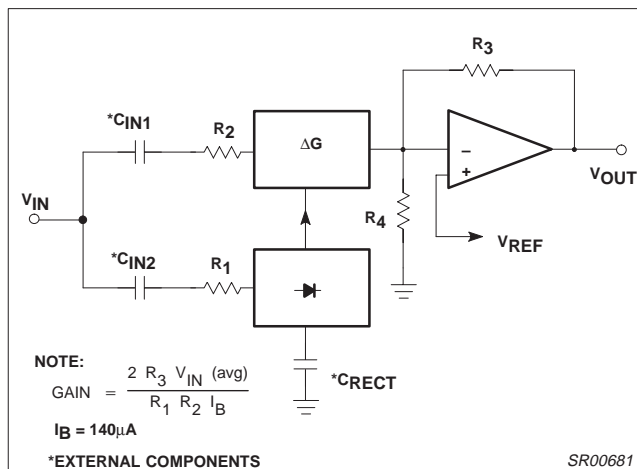 R3
*CIN1
R2
ΔG
−
+
VOUT
VIN
R4
VREF
*CIN2
R1
*CRECT
NOTE:
GAIN = 2 R3 VIN (avg) / R1 R2 IB
IB = 140µA
*EXTERNAL COMPONENTS
SR00681